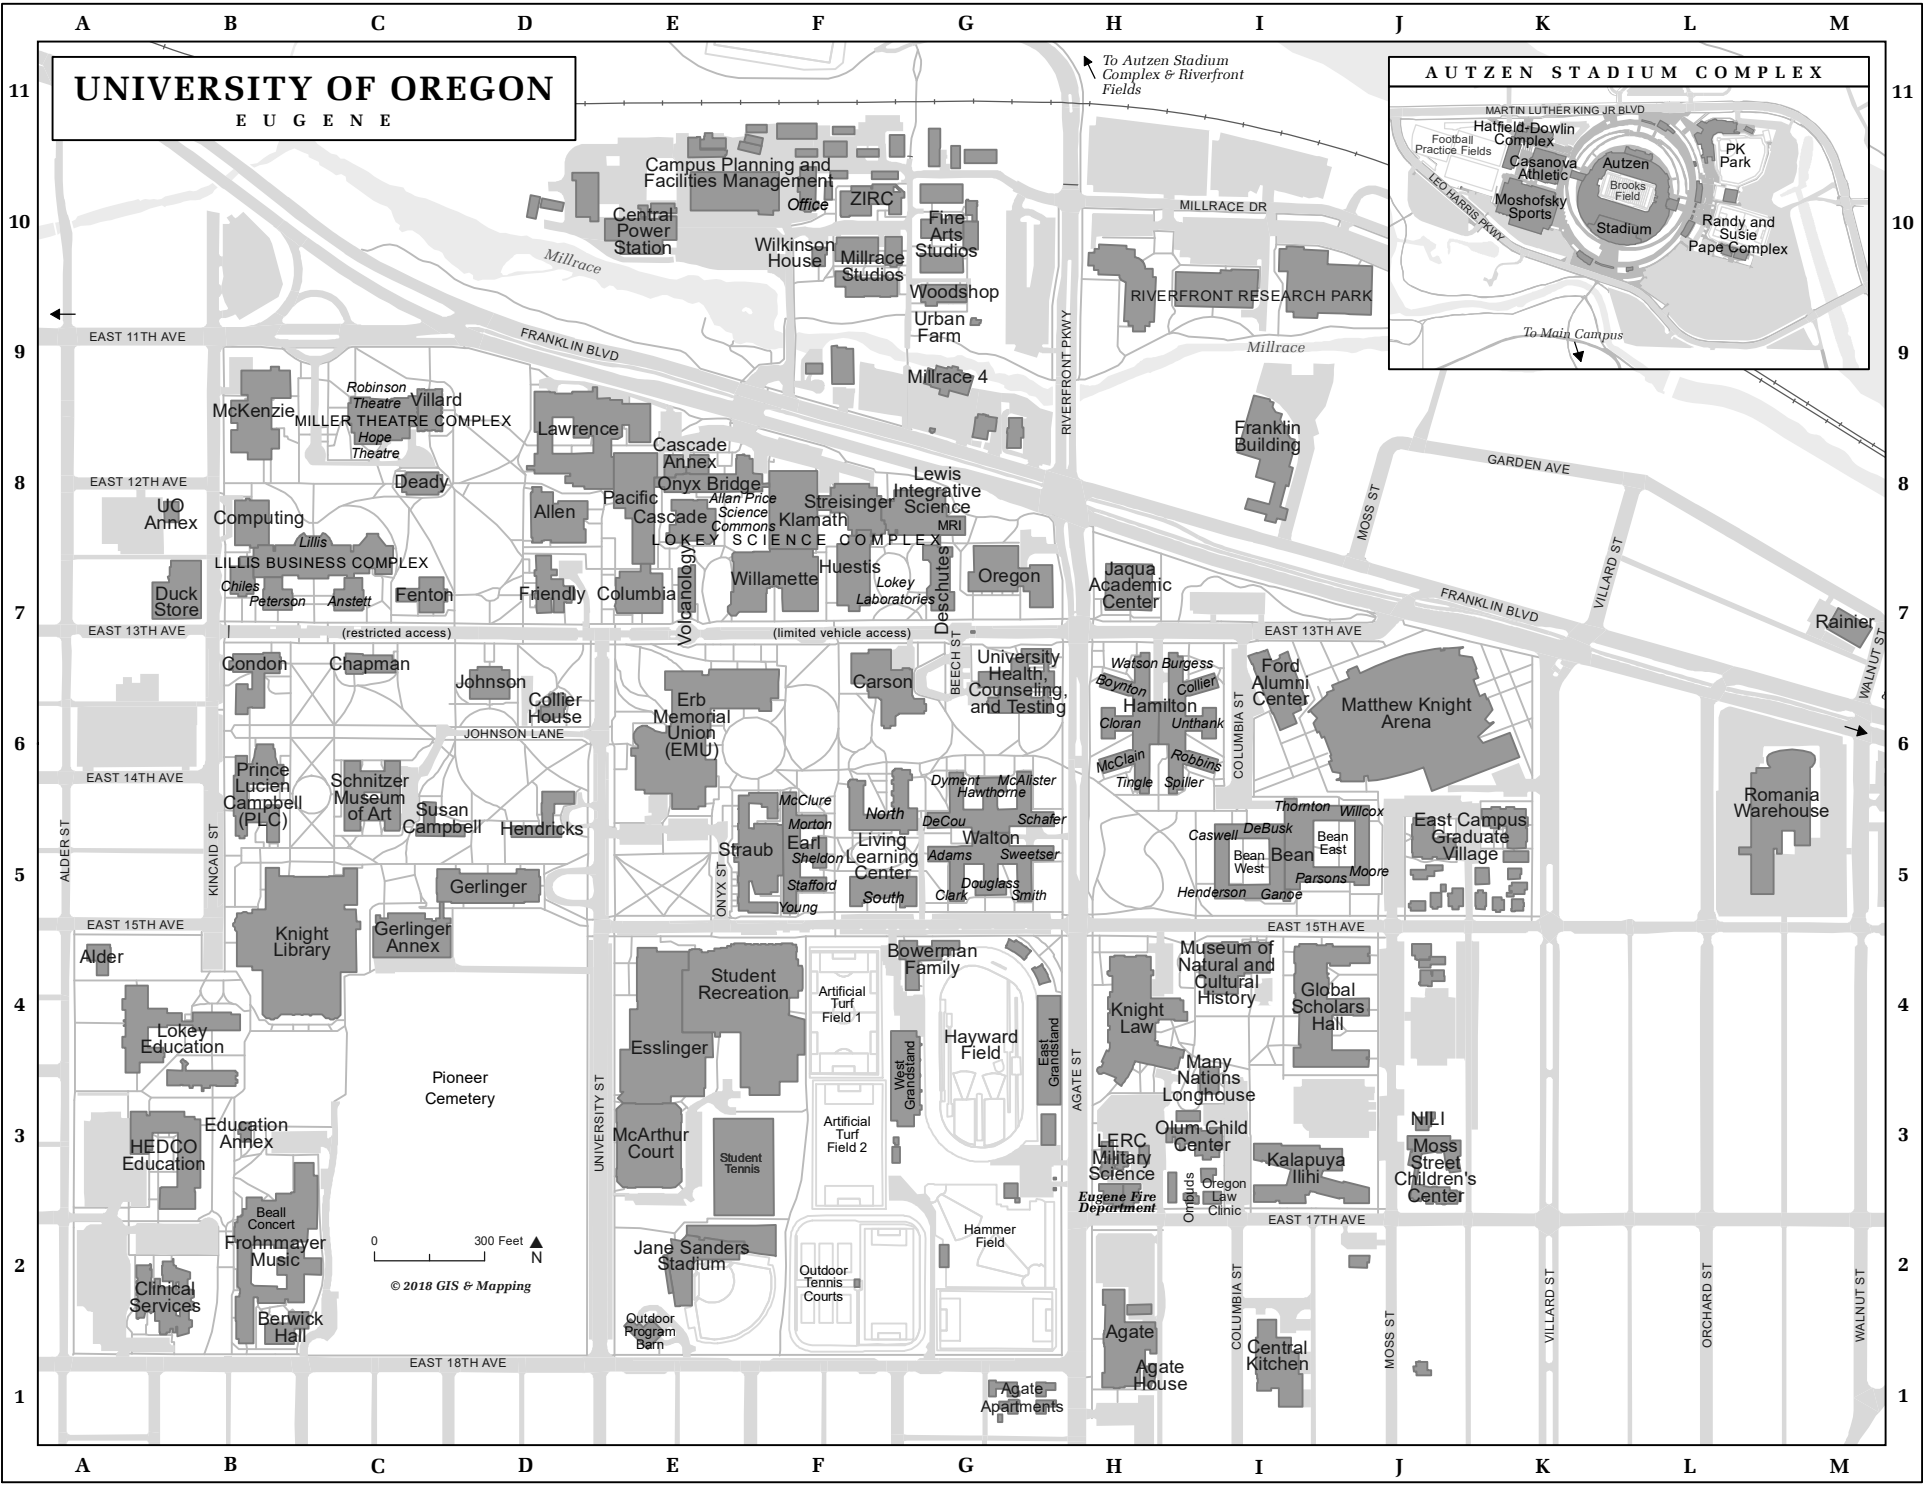 A B C D E F G H I J K L M
UNIVERSITY OF OREGON
EUGENE
To Autzen Stadium
Complex & Riverfront
Fields
AUTZEN STADIUM COMPLEX
MARTIN LUTHER KING JR BLVD
Hatfield-Dowlin
Complex
Football
Practice Fields
Casanova
Athletic
Autzen
Brooks
Field
Stadium
PK
Park
LEO HARRIS PKWY
Moshofsky
Sports
Randy and
Susie
Pape Complex
To Main Campus
11 11
10 10
9 9
8 8
7 7
6 6
5 5
4 4
3 3
2 2
1 1
Campus Planning and
Facilities Management
Office
ZIRC
Central
Power
Station
Fine
Arts
Studios
MILLRACE DR
Wilkinson
House
Millrace
Studios
Millrace
Woodshop
RIVERFRONT RESEARCH PARK
Urban
Farm
EAST 11TH AVE
FRANKLIN BLVD
RIVERFRONT PKWY
Millrace
Millrace 4
McKenzie
Robinson
Theatre
Villard
MILLER THEATRE COMPLEX
Hope
Theatre
Lawrence
Cascade
Annex
Franklin
Building
GARDEN AVE
EAST 12TH AVE
Deady
Onyx Bridge
Lewis
Integrative
Science
MRI
UO
Annex
Computing
Allen
Pacific
Cascade
Allan Price
Science
Commons
Klamath
Streisinger
MOSS ST
LOKEY SCIENCE COMPLEX
Lillis
LILLIS BUSINESS COMPLEX
Chiles
Peterson
Anstett
Fenton
Friendly
Columbia
Volcanology
Willamette
Huestis
Lokey
Laboratories
Deschutes
Oregon
Jaqua
Academic
Center
VILLARD ST
FRANKLIN BLVD
Duck
Store
Rainier
WALNUT ST
EAST 13TH AVE
(restricted access)
(limited vehicle access)
EAST 13TH AVE
BEECH ST
Condon
Chapman
Johnson
Collier
House
JOHNSON LANE
Erb
Memorial
Union
(EMU)
Carson
University
Health,
Counseling,
and Testing
Watson
Burgess
Boynton
Collier
Hamilton
Cloran
Unthank
McClain
Robbins
Tingle
Spiller
COLUMBIA ST
Ford
Alumni
Center
Matthew Knight
Arena
EAST 14TH AVE
Prince
Lucien
Campbell
(PLC)
Schnitzer
Museum
of Art
Susan
Campbell
Hendricks
ALDER ST
KINCAID ST
ONYX ST
Straub
McClure
Morton
Earl
Sheldon
Stafford
Young
North
Living
Learning
Center
South
Dyment
McAlister
Hawthorne
DeCou
Schafer
Walton
Adams
Sweetser
Douglass
Clark
Smith
Thornton
Willcox
Caswell
DeBusk
Bean
East
Bean
West
Bean
Moore
Parsons
Henderson
Ganoe
East Campus
Graduate
Village
Romania
Warehouse
Gerlinger
EAST 15TH AVE
EAST 15TH AVE
Knight
Library
Gerlinger
Annex
Alder
Student
Recreation
Artificial
Turf
Field 1
Bowerman
Family
Museum of
Natural and
Cultural
History
Global
Scholars
Hall
Knight
Law
Lokey
Education
Esslinger
West
Grandstand
Hayward
Field
East
Grandstand
Many
Nations
Longhouse
Pioneer
Cemetery
UNIVERSITY ST
AGATE ST
HEDCO
Education
Education
Annex
McArthur
Court
Student
Tennis
Artificial
Turf
Field 2
LERC
Military
Science
Eugene Fire
Department
Olum Child
Center
Ombuds
Oregon
Law
Clinic
Kalapuya
Ilihi
NILI
Moss
Street
Children's
Center
EAST 17TH AVE
Beall
Concert
Frohnmayer
Music
0 300 Feet
N
© 2018 GIS & Mapping
Jane Sanders
Stadium
Hammer
Field
Outdoor
Tennis
Courts
Clinical
Services
Berwick
Hall
Outdoor
Program
Barn
Agate
Agate
House
Central
Kitchen
COLUMBIA ST
MOSS ST
VILLARD ST
ORCHARD ST
WALNUT ST
EAST 18TH AVE
Agate
Apartments
A B C D E F G H I J K L M